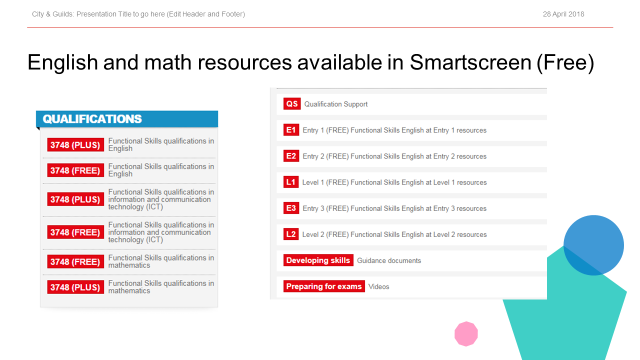 City & Guilds: Presentation Title to go here (Edit Header and Footer)
28 April 2016
English and math resources available in Smartscreen (Free)
QUALIFICATIONS
3748 (PLUS) Functional Skills qualifications in
English
3748 (FREE) Functional Skills qualifications in
English
3748 (PLUS) Functional Skills qualifications in
information and communication
technology (ICT)
3748 (FREE) Functional Skills qualifications in
information and communication
technology (ICT)
3748 (FREE) Functional Skills qualifications in
mathematics
3748 (PLUS) Functional Skills qualifications in
mathematics
QS Qualification Support
E1 Entry 1 (FREE) Functional Skills English at Entry 1 resources
E2 Entry 2 (FREE) Functional Skills English at Entry 2 resources
L1 Level 1 (FREE) Functional Skills English at Level 1 resources
E3 Entry 3 (FREE) Functional Skills English at Entry 3 resources
L2 Level 2 (FREE) Functional Skills English at Level 2 resources
Developing skills Guidance documents
Preparing for exams Videos